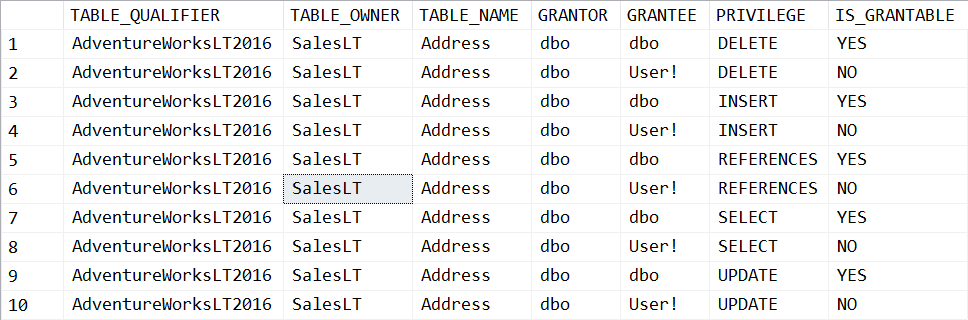 TABLE_QUALIFIER TABLE_OWNER TABLE_NAME GRANTOR GRANTEE PRIVILEGE IS_GRANTABLE
1 AdventureWorksLT2016 SalesLT Address dbo dbo DELETE YES
2 AdventureWorksLT2016 SalesLT Address dbo User! DELETE NO
3 AdventureWorksLT2016 SalesLT Address dbo dbo INSERT YES
4 AdventureWorksLT2016 SalesLT Address dbo User! INSERT NO
5 AdventureWorksLT2016 SalesLT Address dbo dbo REFERENCES YES
6 AdventureWorksLT2016 SalesLT Address dbo User! REFERENCES NO
7 AdventureWorksLT2016 SalesLT Address dbo dbo SELECT YES
8 AdventureWorksLT2016 SalesLT Address dbo User! SELECT NO
9 AdventureWorksLT2016 SalesLT Address dbo dbo UPDATE YES
10 AdventureWorksLT2016 SalesLT Address dbo User! UPDATE NO